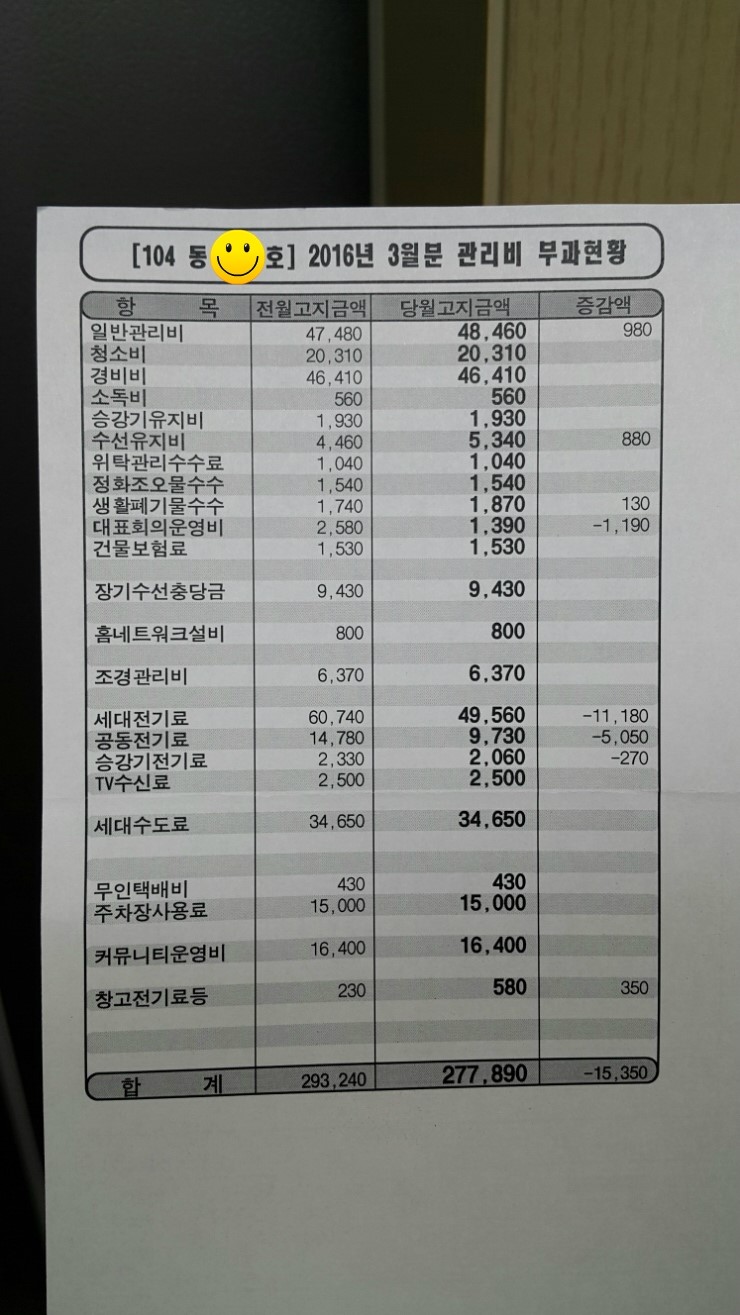 [104 동 호] 2016년 3월분 관리비 부과현황
항 목 전월고지금액 당월고지금액 증감액
일반관리비 47,480 48,460 980
청소비 20,310 20,310
경비비 46,410 46,410
소독비 560 560
승강기유지비 1,930 1,930
수선유지비 4,460 5,340 880
위탁관리수수료 1,040 1,040
정화조오물수수 1,540 1,540
생활폐기물수수 1,740 1,870 130
대표회의운영비 2,580 1,390 -1,190
건물보험료 1,530 1,530
장기수선충당금 9,430 9,430
홈네트워크설비 800 800
조경관리비 6,370 6,370
세대전기료 60,740 49,560 -11,180
공동전기료 14,780 9,730 -5,050
승강기전기료 2,330 2,060 -270
TV수신료 2,500 2,500
세대수도료 34,650 34,650
무인택배비 430 430
주차장사용료 15,000 15,000
커뮤니티운영비 16,400 16,400
창고전기료등 230 580 350
합 계 293,240 277,890 -15,350